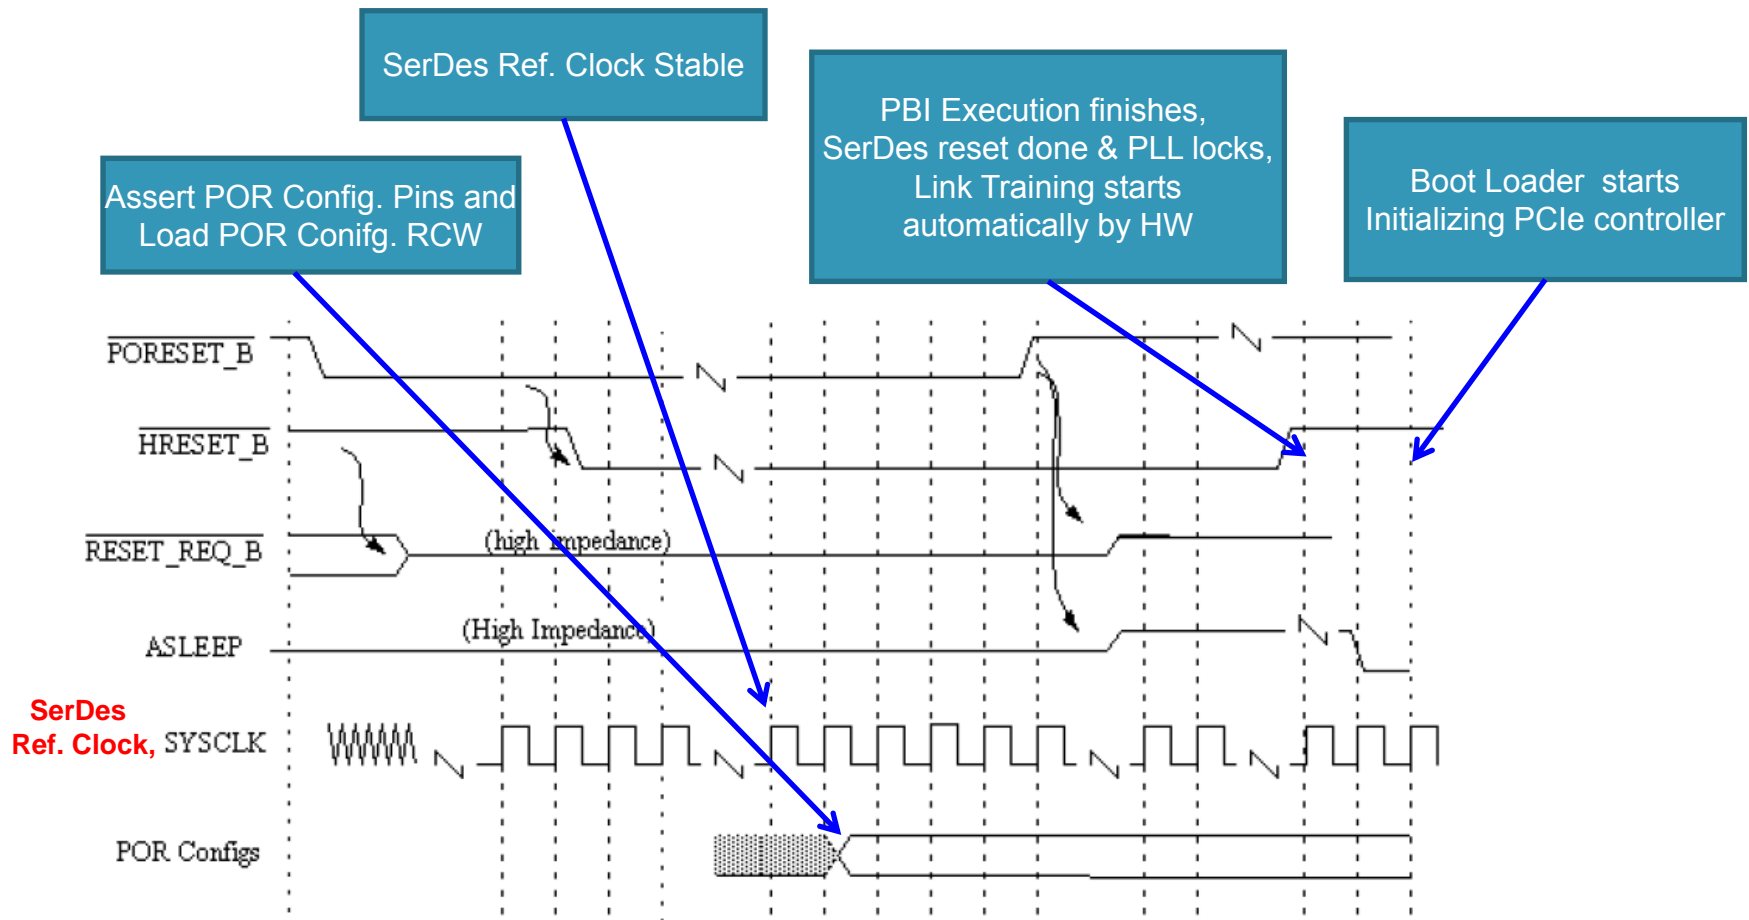 SerDes Ref. Clock Stable
PBI Execution finishes,
SerDes reset done & PLL locks,
Link Training starts
automatically by HW
Boot Loader  starts
Initializing PCIe controller
Assert POR Config. Pins and
Load POR Conifg. RCW
PORESET_B
HRESET_B
RESET_REQ_B
(high impedance)
ASLEEP
(High Impedance)
SerDes
Ref. Clock, SYSCLK
POR Configs